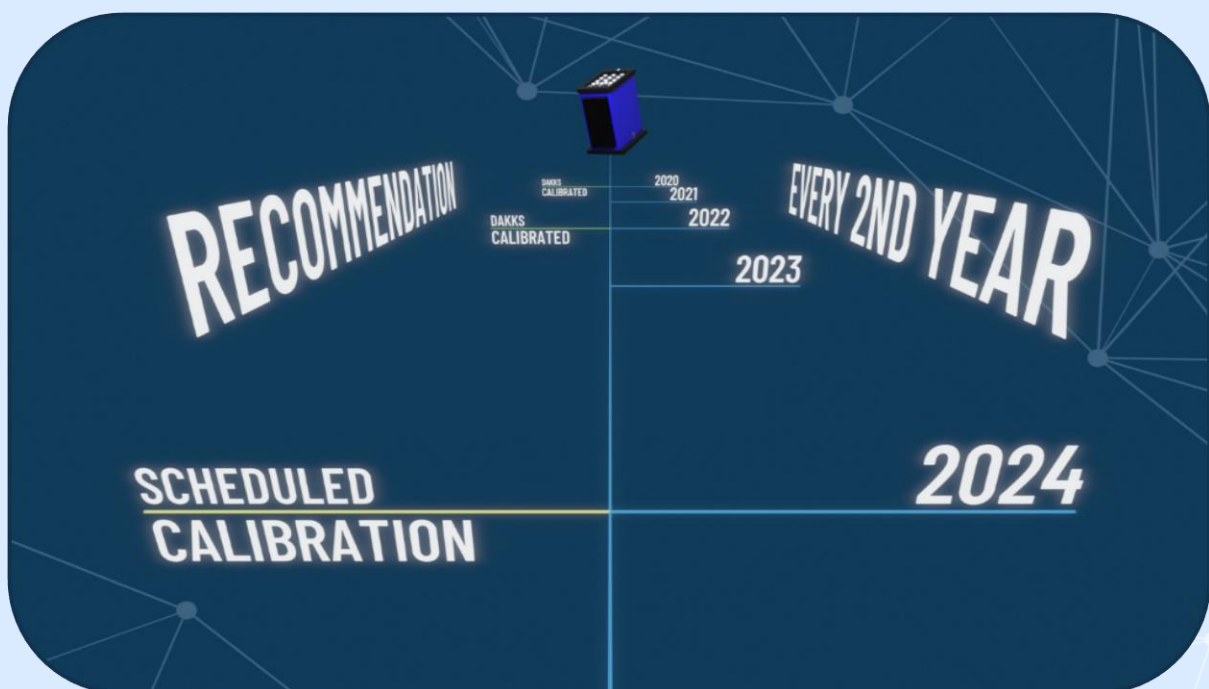 RECOMMENDATION
EVERY 2ND YEAR
DAKKS
CALIBRATED
2020
2021
DAKKS
CALIBRATED
2022
2023
SCHEDULED
CALIBRATION
2024